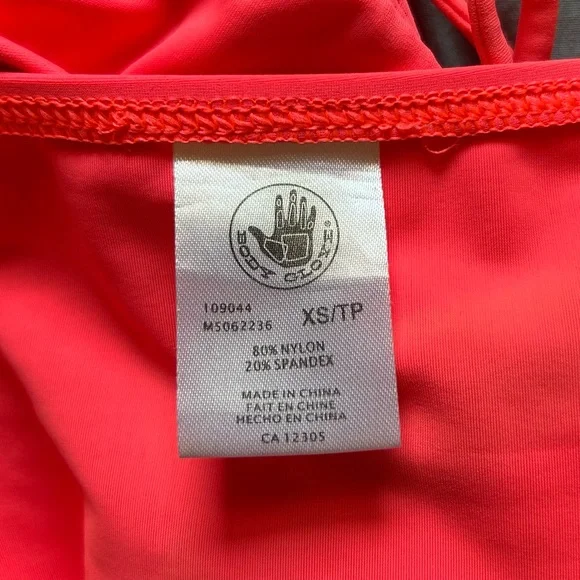 BODY GLOVE®
109044
M5062236
XS/TP
80% NYLON
20% SPANDEX
MADE IN CHINA
FAIT EN CHINE
HECHO EN CHINA
CA 12305